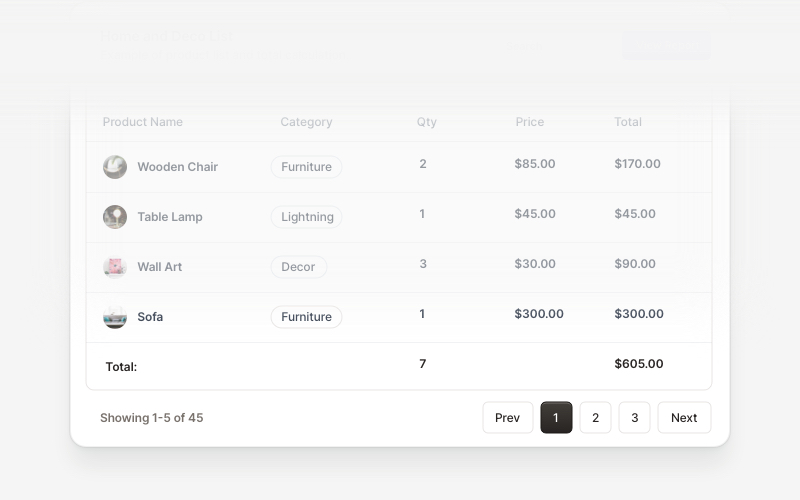 Product Name Category Qty Price Total
Wooden Chair Furniture 2 $85.00 $170.00
Table Lamp Lightning 1 $45.00 $45.00
Wall Art Decor 3 $30.00 $90.00
Sofa Furniture 1 $300.00 $300.00
Total: 7 $605.00
Showing 1-5 of 45 Prev 1 2 3 Next